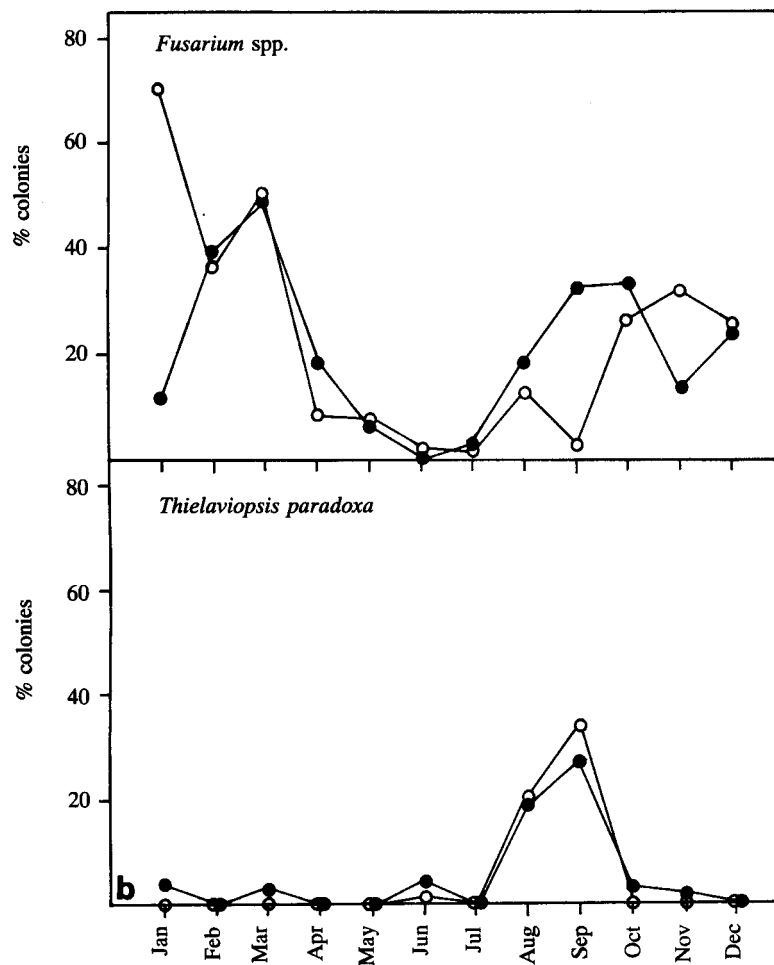 80
Fusarium spp.
60
% colonies
40
20
80
Thielaviopsis paradoxa
60
% colonies
40
20
b
Jan
Feb
Mar
Apr
May
Jun
Jul
Aug
Sep
Oct
Nov
Dec